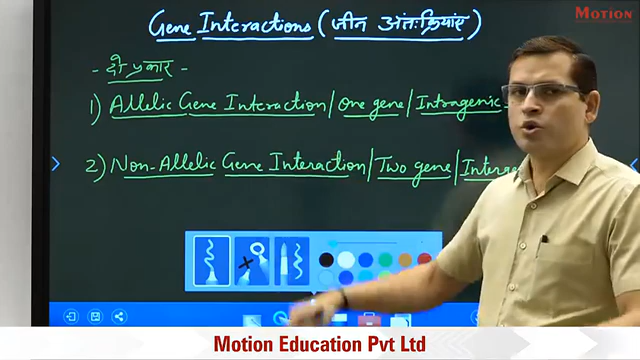 MOTION
Gene Interactions (जीन अंतःक्रियाएं)
- दो प्रकार -
1) Allelic Gene Interaction / One gene / Intragenic
2) Non-Allelic Gene Interaction / Two gene /
Motion Education Pvt Ltd